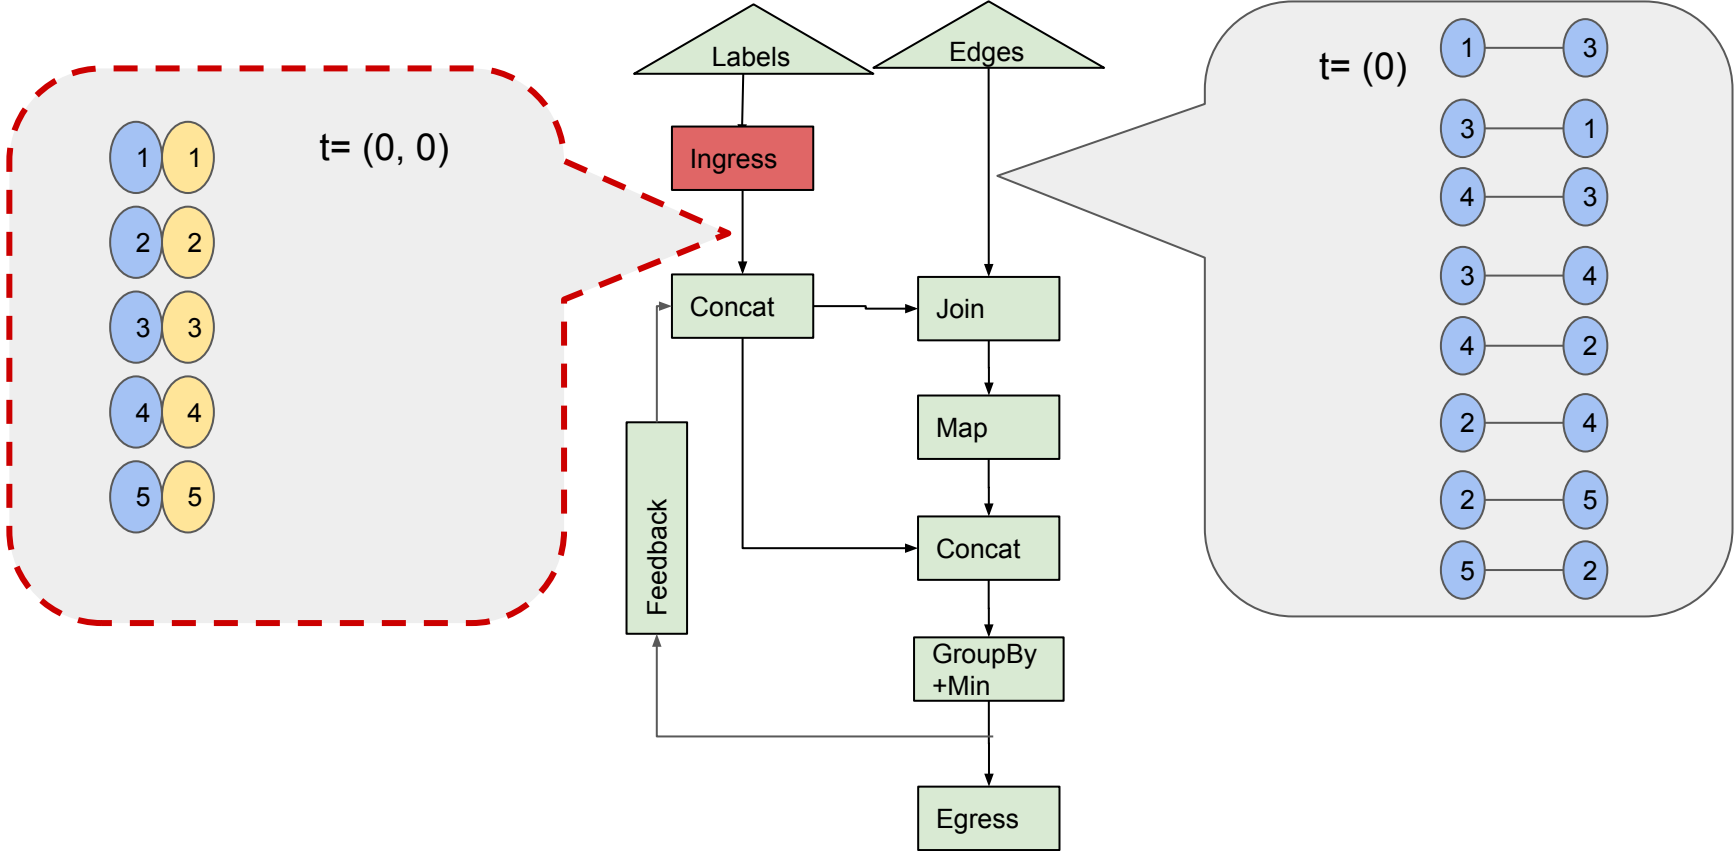 Labels
Edges
t= (0, 0)
1 1
2 2
3 3
4 4
5 5
Ingress
Concat
Join
Map
Concat
Feedback
GroupBy
+Min
Egress
t= (0)
1 3
3 1
4 3
3 4
4 2
2 4
2 5
5 2